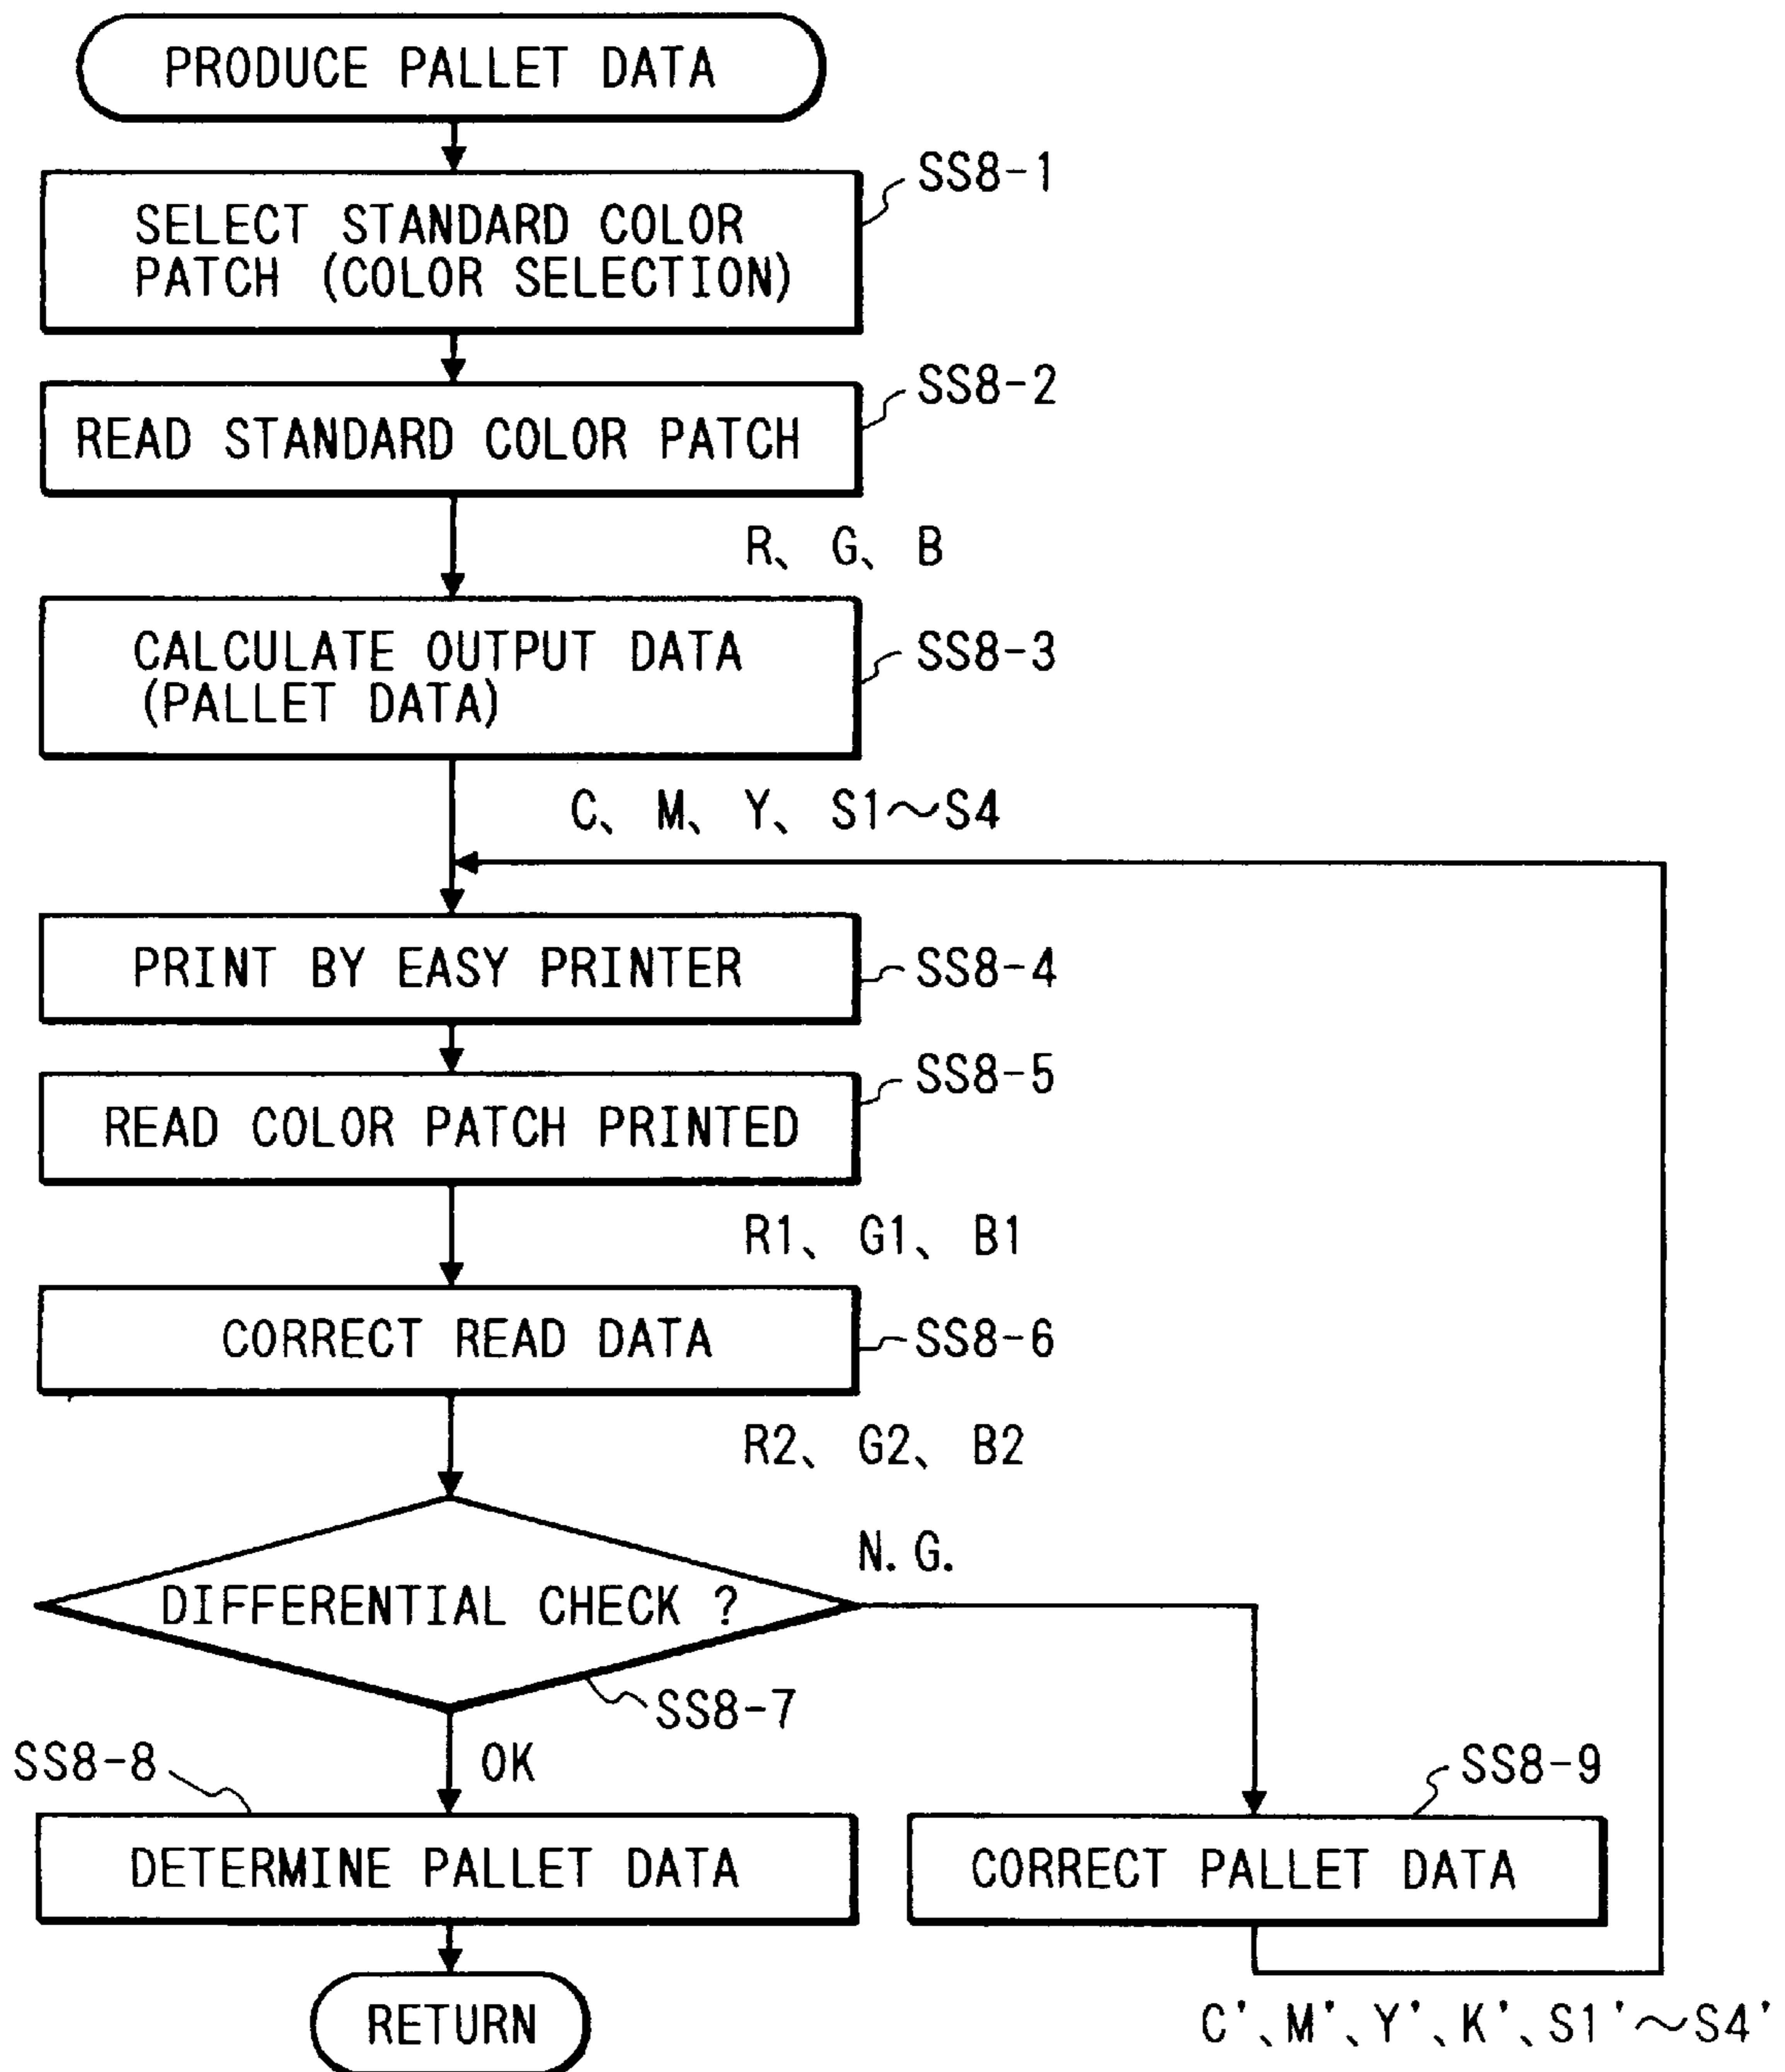 PRODUCE PALLET DATA
SS8-1
SELECT STANDARD COLOR
PATCH (COLOR SELECTION)
SS8-2
READ STANDARD COLOR PATCH
R、G、B
CALCULATE OUTPUT DATA
(PALLET DATA)
SS8-3
C、M、Y、S1～S4
PRINT BY EASY PRINTER
SS8-4
SS8-5
READ COLOR PATCH PRINTED
R1、G1、B1
CORRECT READ DATA
SS8-6
R2、G2、B2
N.G.
DIFFERENTIAL CHECK ?
SS8-7
OK
SS8-8
SS8-9
DETERMINE PALLET DATA
CORRECT PALLET DATA
RETURN
C'、M'、Y'、K'、S1'～S4'